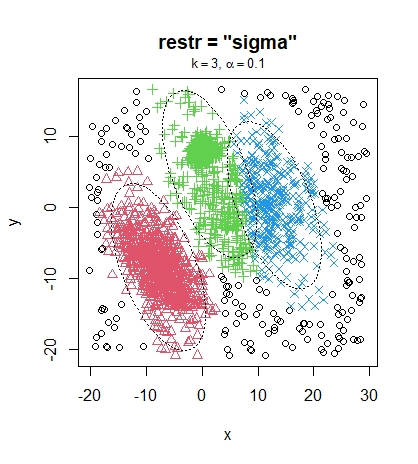 restr = "sigma"
k = 3, α = 0.1
y
10
0
-10
-20
-20 -10 0 10 20 30
x